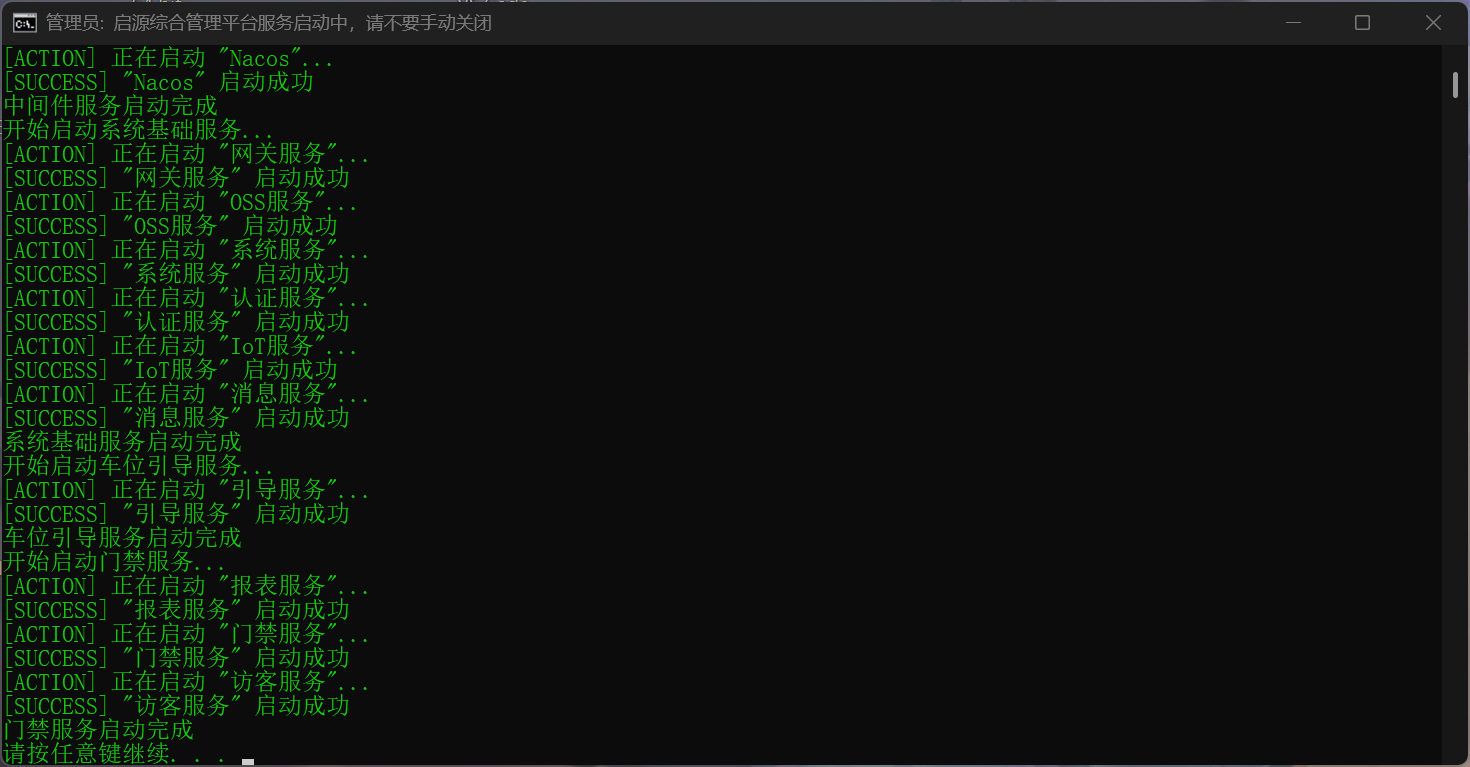 管理员: 启源综合管理平台服务启动中，请不要手动关闭
[ACTION] 正在启动 "Nacos"...
[SUCCESS] "Nacos" 启动成功
中间件服务启动完成
开始启动系统基础服务...
[ACTION] 正在启动 "网关服务"...
[SUCCESS] "网关服务" 启动成功
[ACTION] 正在启动 "OSS服务"...
[SUCCESS] "OSS服务" 启动成功
[ACTION] 正在启动 "系统服务"...
[SUCCESS] "系统服务" 启动成功
[ACTION] 正在启动 "认证服务"...
[SUCCESS] "认证服务" 启动成功
[ACTION] 正在启动 "IoT服务"...
[SUCCESS] "IoT服务" 启动成功
[ACTION] 正在启动 "消息服务"...
[SUCCESS] "消息服务" 启动成功
系统基础服务启动完成
开始启动车位引导服务...
[ACTION] 正在启动 "引导服务"...
[SUCCESS] "引导服务" 启动成功
车位引导服务启动完成
开始启动门禁服务...
[ACTION] 正在启动 "报表服务"...
[SUCCESS] "报表服务" 启动成功
[ACTION] 正在启动 "门禁服务"...
[SUCCESS] "门禁服务" 启动成功
[ACTION] 正在启动 "访客服务"...
[SUCCESS] "访客服务" 启动成功
门禁服务启动完成
请按任意键继续. . .